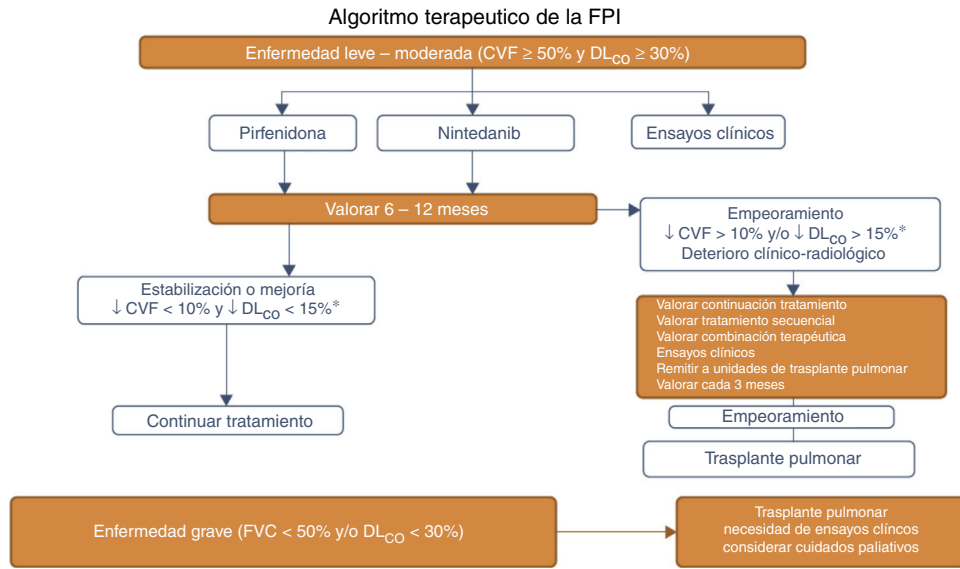 Algoritmo terapeutico de la FPI
Enfermedad leve – moderada (CVF ≥ 50% y DLCO ≥ 30%)
Pirfenidona
Nintedanib
Ensayos clínicos
Valorar 6 – 12 meses
Empeoramiento
↓ CVF > 10% y/o ↓ DLCO > 15%*
Deterioro clínico-radiológico
Estabilización o mejoría
↓ CVF < 10% y ↓ DLCO < 15%*
Valorar continuación tratamiento
Valorar tratamiento secuencial
Valorar combinación terapéutica
Ensayos clínicos
Remitir a unidades de trasplante pulmonar
Valorar cada 3 meses
Continuar tratamiento
Empeoramiento
Trasplante pulmonar
Enfermedad grave (FVC < 50% y/o DLCO < 30%)
Trasplante pulmonar
necesidad de ensayos clíncos
considerar cuidados paliativos